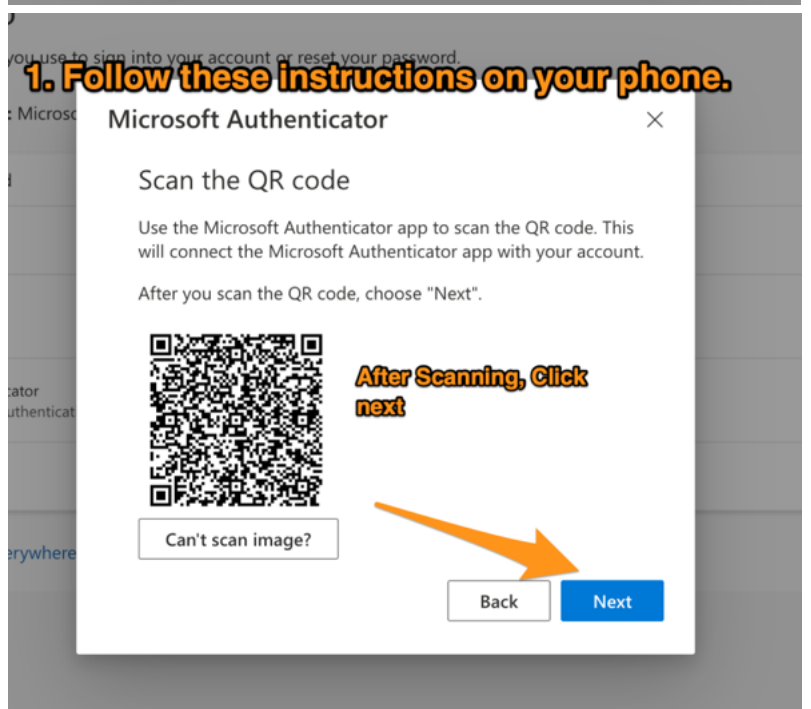 you use to sign into your account or reset your password.
1. Follow these instructions on your phone.
: Microso
Microsoft Authenticator
Scan the QR code
Use the Microsoft Authenticator app to scan the QR code. This
will connect the Microsoft Authenticator app with your account.
After you scan the QR code, choose "Next".
After Scanning, Click
next
cator
uthenticat
Can't scan image?
erywhere
Back
Next